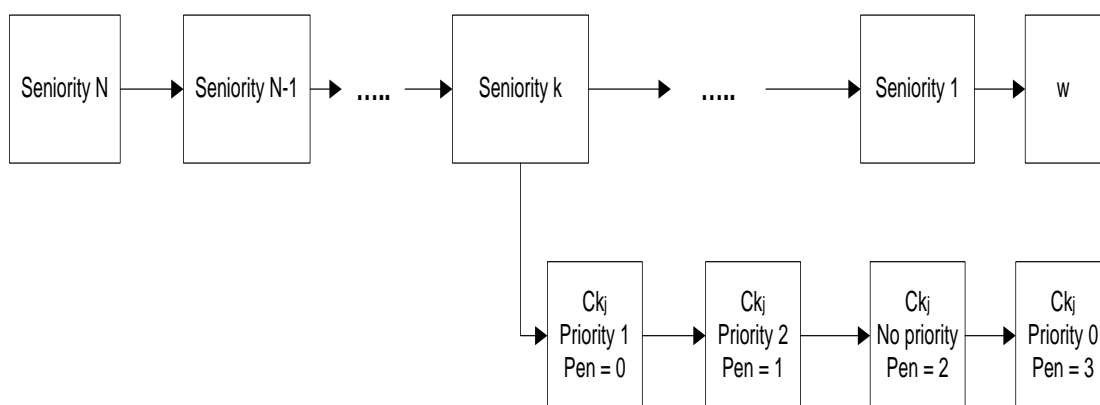 Seniority N
Seniority N-1
.....
Seniority k
.....
Seniority 1
w
Ckj
Priority 1
Pen = 0
Ckj
Priority 2
Pen = 1
Ckj
No priority
Pen = 2
Ckj
Priority 0
Pen = 3